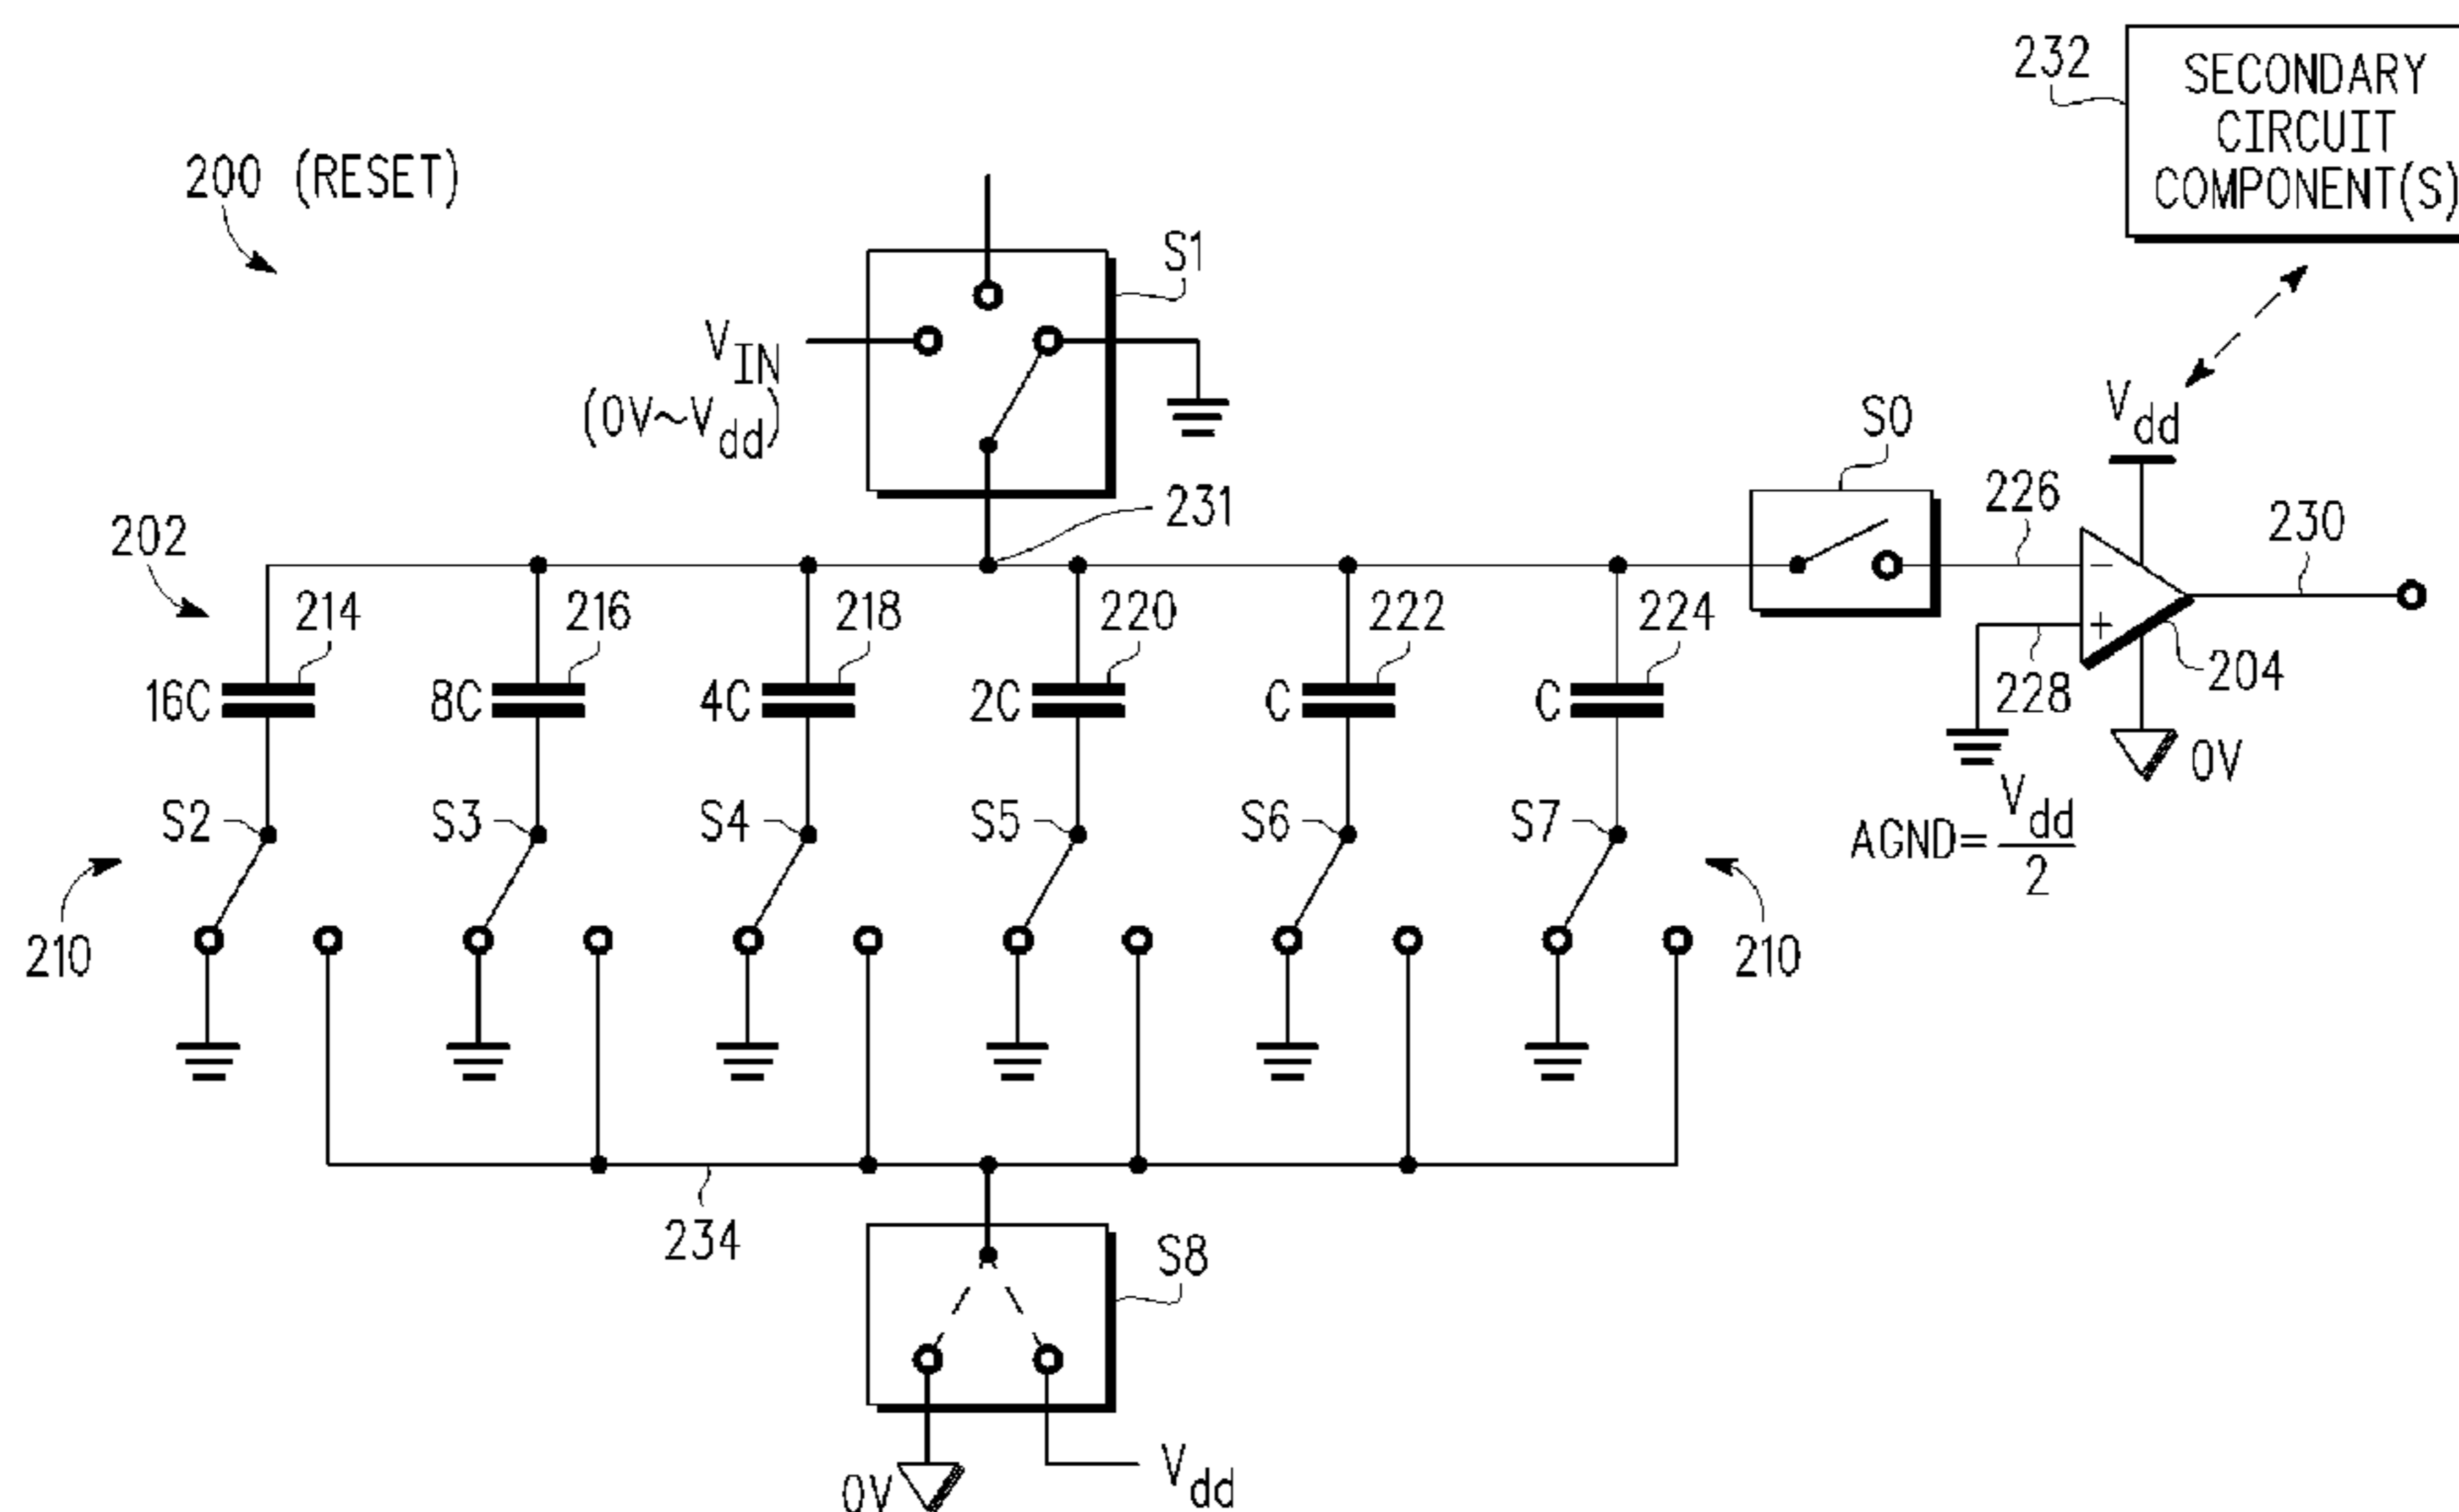 200 (RESET)
232
SECONDARY
CIRCUIT
COMPONENT(S)
S1
V_IN
(0V~V_dd)
S0
V_dd
202
231
226
230
214
216
218
220
222
224
16C
8C
4C
2C
C
C
−
+
228
204
0V
AGND=V_dd/2
S2
S3
S4
S5
S6
S7
210
210
234
S8
0V
V_dd